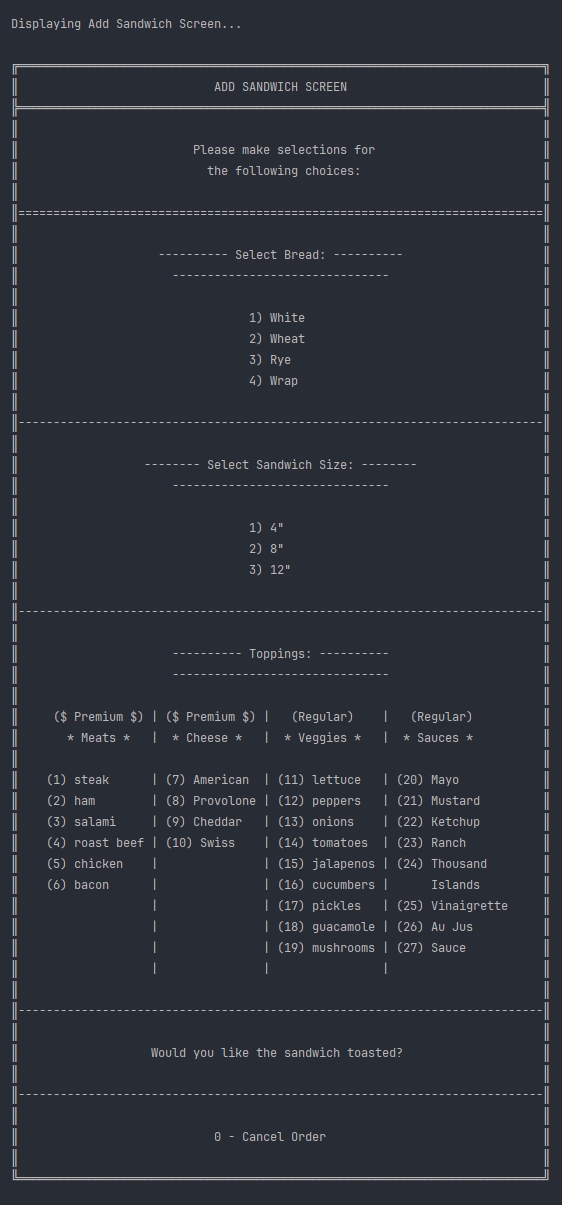 Displaying Add Sandwich Screen...
ADD SANDWICH SCREEN
Please make selections for
the following choices:
---------- Select Bread: ----------
-------------------------------
1) White
2) Wheat
3) Rye
4) Wrap
-------- Select Sandwich Size: --------
-------------------------------
1) 4"
2) 8"
3) 12"
---------- Toppings: ----------
-------------------------------
($ Premium $) | ($ Premium $) | (Regular) | (Regular)
* Meats * | * Cheese * | * Veggies * | * Sauces *
(1) steak | (7) American | (11) lettuce | (20) Mayo
(2) ham | (8) Provolone | (12) peppers | (21) Mustard
(3) salami | (9) Cheddar | (13) onions | (22) Ketchup
(4) roast beef | (10) Swiss | (14) tomatoes | (23) Ranch
(5) chicken | | (15) jalapenos | (24) Thousand
(6) bacon | | (16) cucumbers | Islands
| | (17) pickles | (25) Vinaigrette
| | (18) guacamole | (26) Au Jus
| | (19) mushrooms | (27) Sauce
| | |
Would you like the sandwich toasted?
0 - Cancel Order